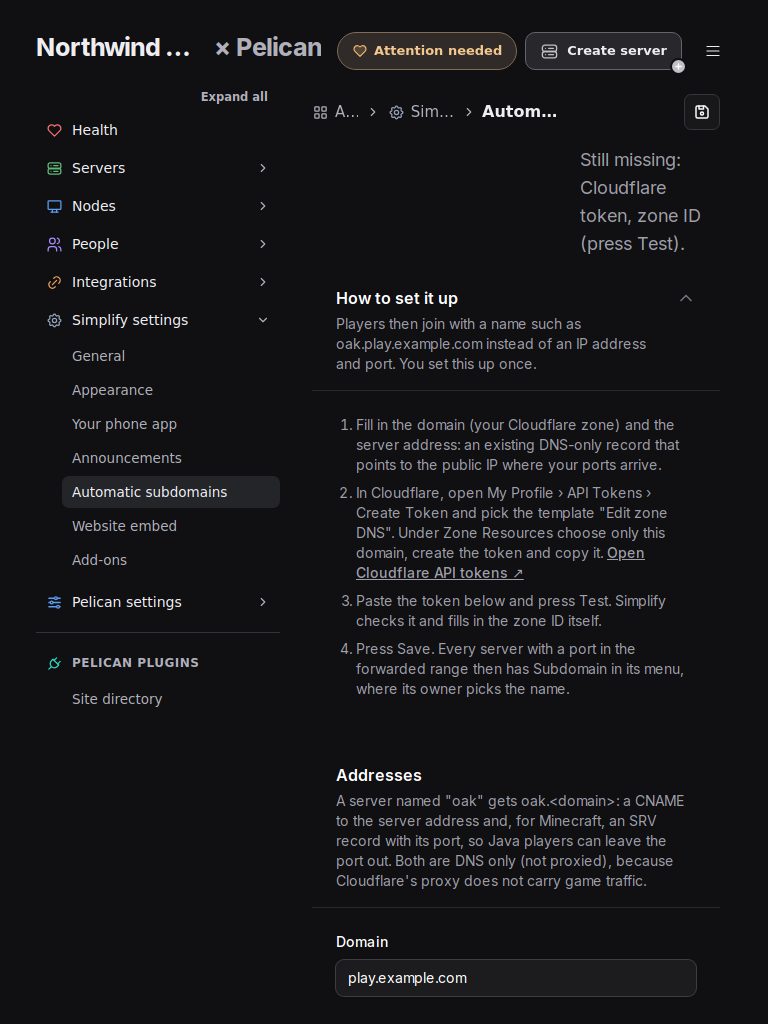 Northwind ... × Pelican
Attention needed
Create server
Expand all
A... > Sim... > Autom...
Health
Servers
Nodes
People
Integrations
Simplify settings
General
Appearance
Your phone app
Announcements
Automatic subdomains
Website embed
Add-ons
Pelican settings
PELICAN PLUGINS
Site directory
Still missing:
Cloudflare
token, zone ID
(press Test).
How to set it up
Players then join with a name such as
oak.play.example.com instead of an IP address
and port. You set this up once.
1. Fill in the domain (your Cloudflare zone) and the
server address: an existing DNS-only record that
points to the public IP where your ports arrive.
2. In Cloudflare, open My Profile › API Tokens ›
Create Token and pick the template "Edit zone
DNS". Under Zone Resources choose only this
domain, create the token and copy it. Open
Cloudflare API tokens ↗
3. Paste the token below and press Test. Simplify
checks it and fills in the zone ID itself.
4. Press Save. Every server with a port in the
forwarded range then has Subdomain in its menu,
where its owner picks the name.
Addresses
A server named "oak" gets oak.<domain>: a CNAME
to the server address and, for Minecraft, an SRV
record with its port, so Java players can leave the
port out. Both are DNS only (not proxied), because
Cloudflare's proxy does not carry game traffic.
Domain
play.example.com